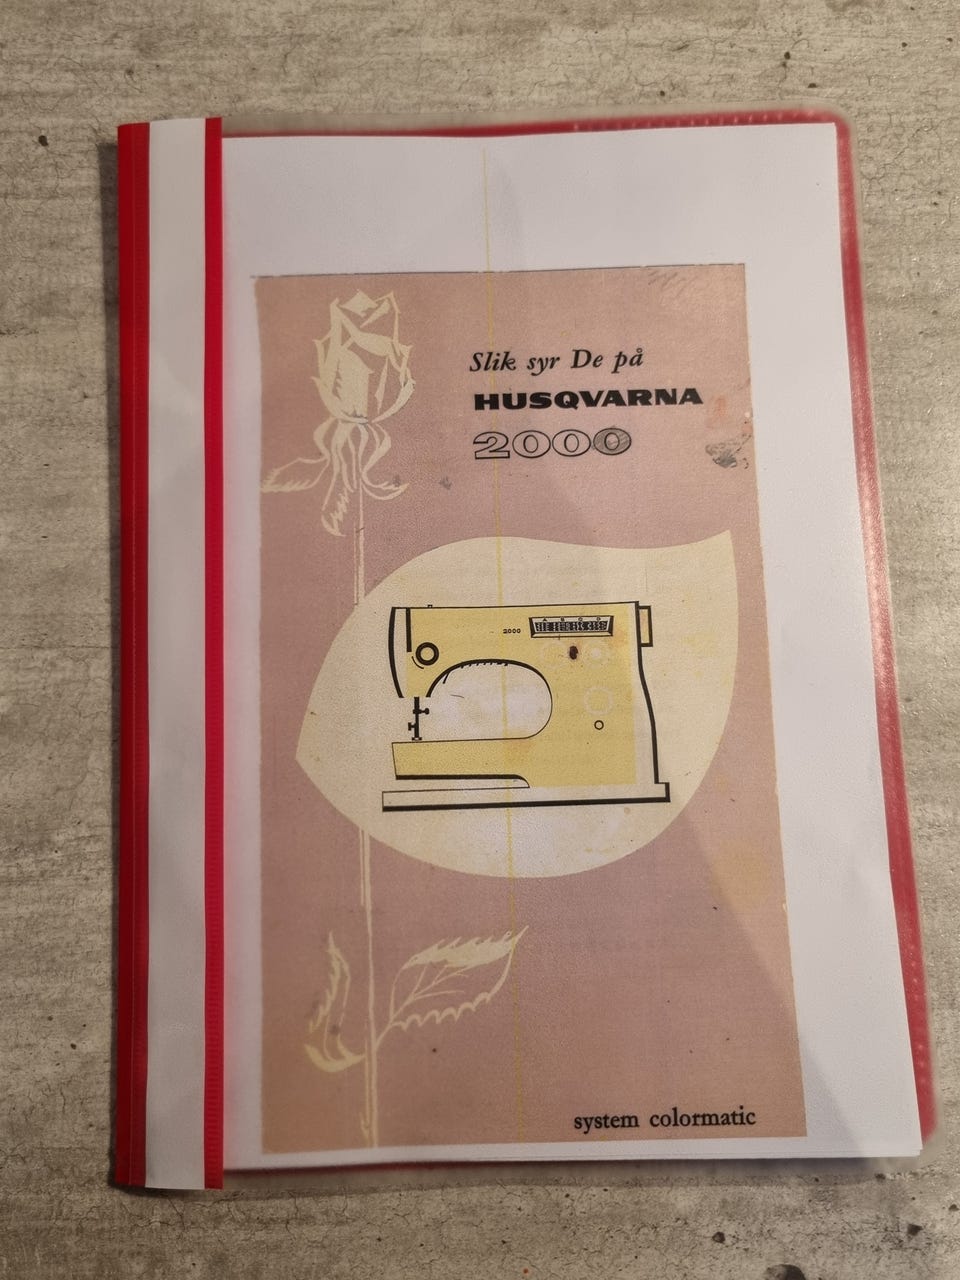 Slik syr De på
HUSQVARNA
2000
2000
A B C D
system colormatic